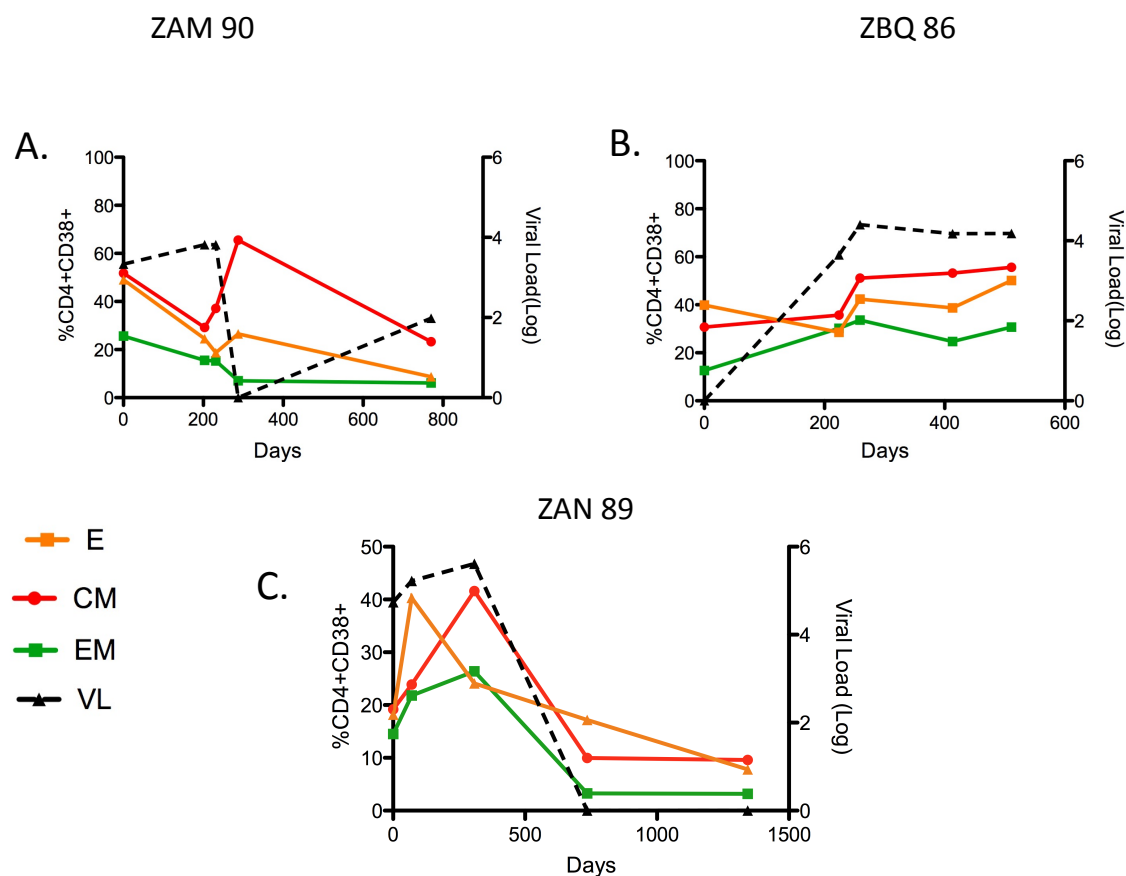 ZAM 90
ZBQ 86
A.
B.
100
80
60
40
20
0
%CD4+CD38+
6
4
2
0
Viral Load(Log)
0
200
400
600
800
Days
100
80
60
40
20
0
%CD4+CD38+
6
4
2
0
Viral Load(Log)
0
200
400
600
Days
ZAN 89
E
CM
EM
VL
C.
50
40
30
20
10
0
%CD4+CD38+
6
4
2
0
Viral Load (Log)
0
500
1000
1500
Days